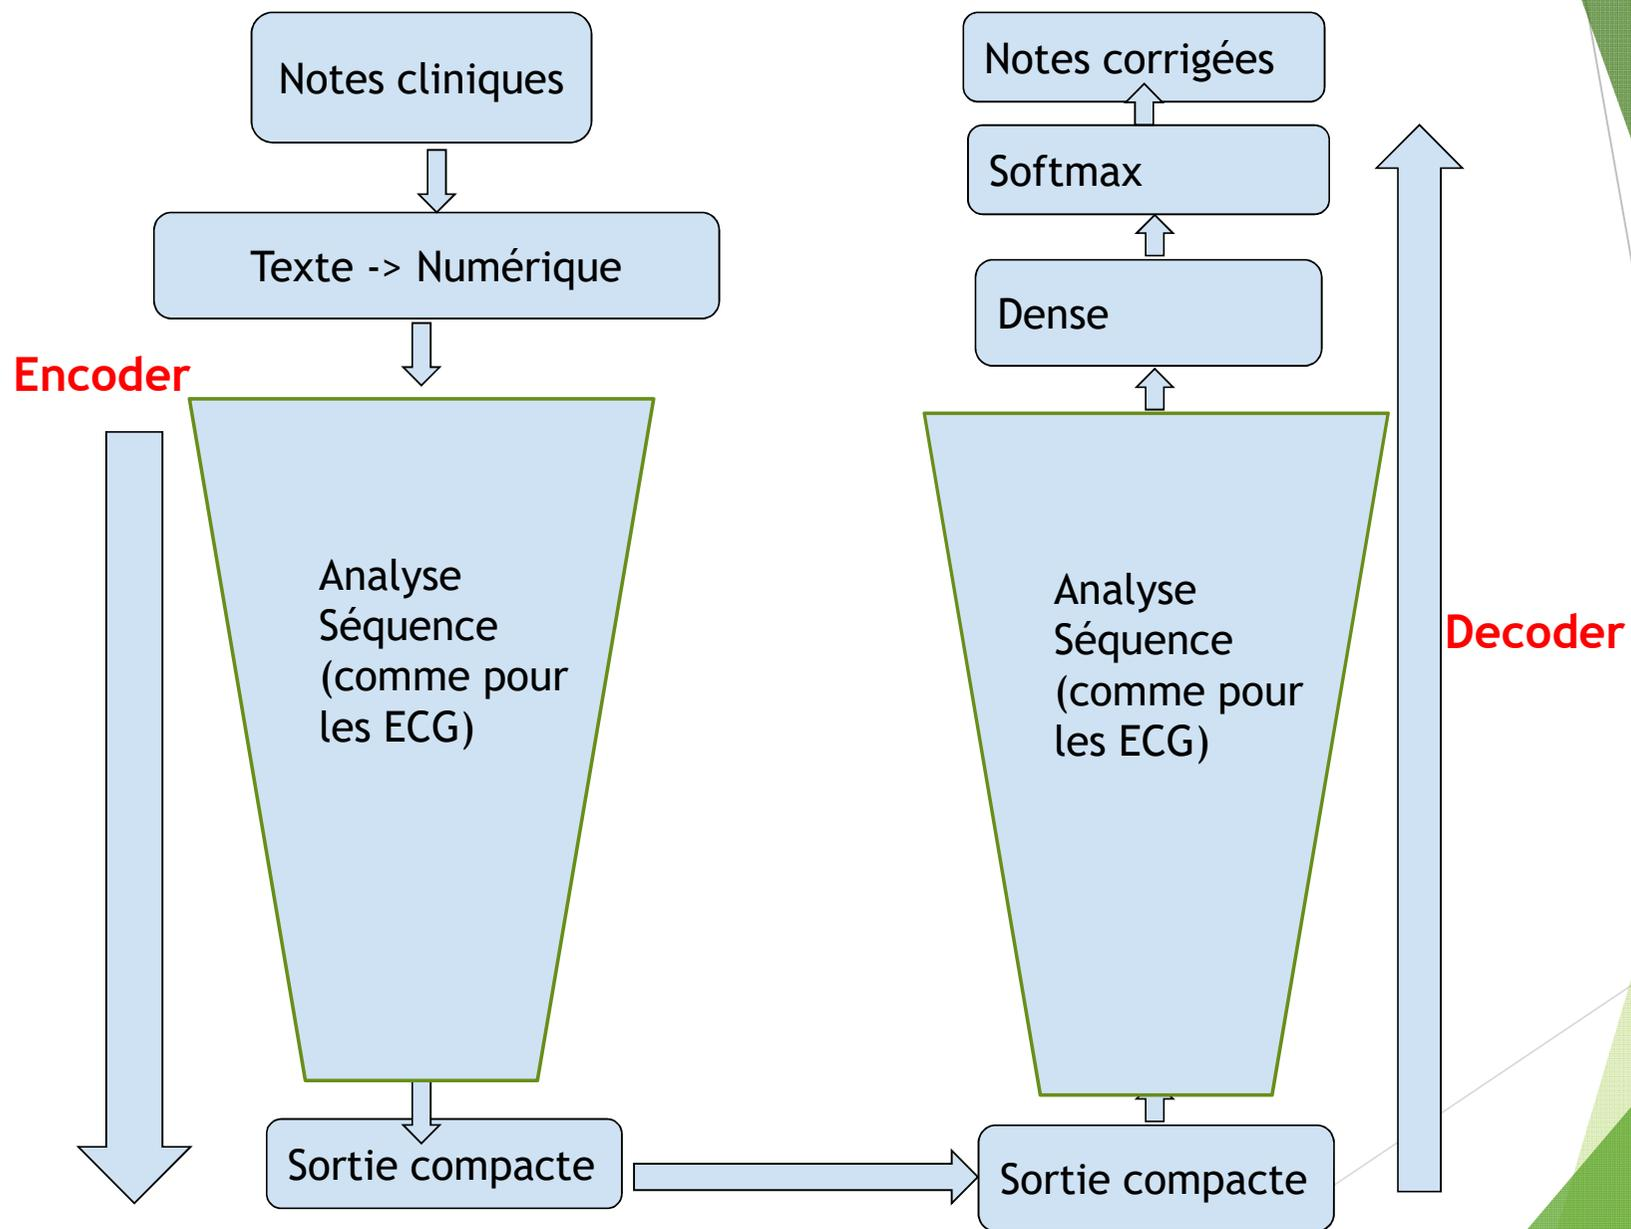 Notes cliniques
Texte -> Numérique
Encoder
Analyse
Séquence
(comme pour
les ECG)
Sortie compacte
Notes corrigées
Softmax
Dense
Analyse
Séquence
(comme pour
les ECG)
Decoder
Sortie compacte